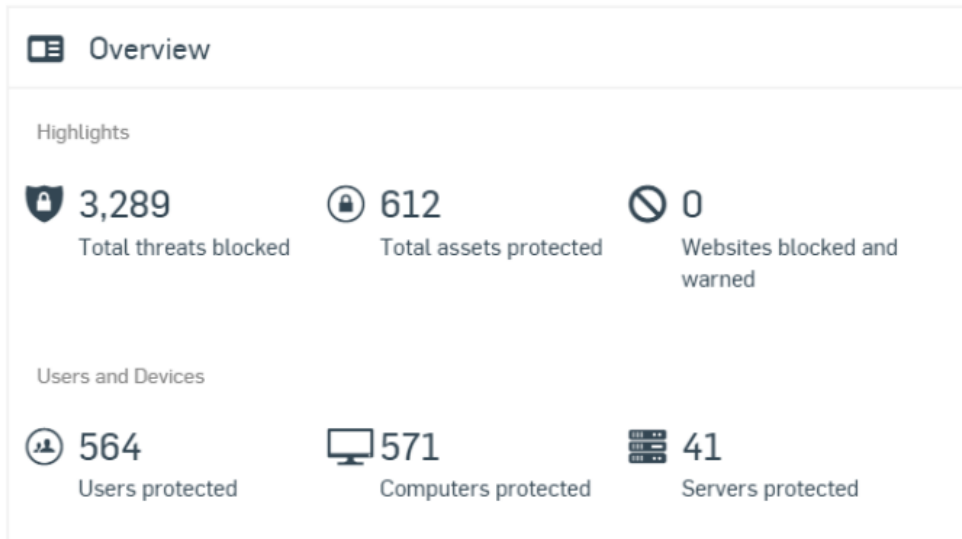 Overview
Highlights
3,289
Total threats blocked
612
Total assets protected
0
Websites blocked and
warned
Users and Devices
564
Users protected
571
Computers protected
41
Servers protected